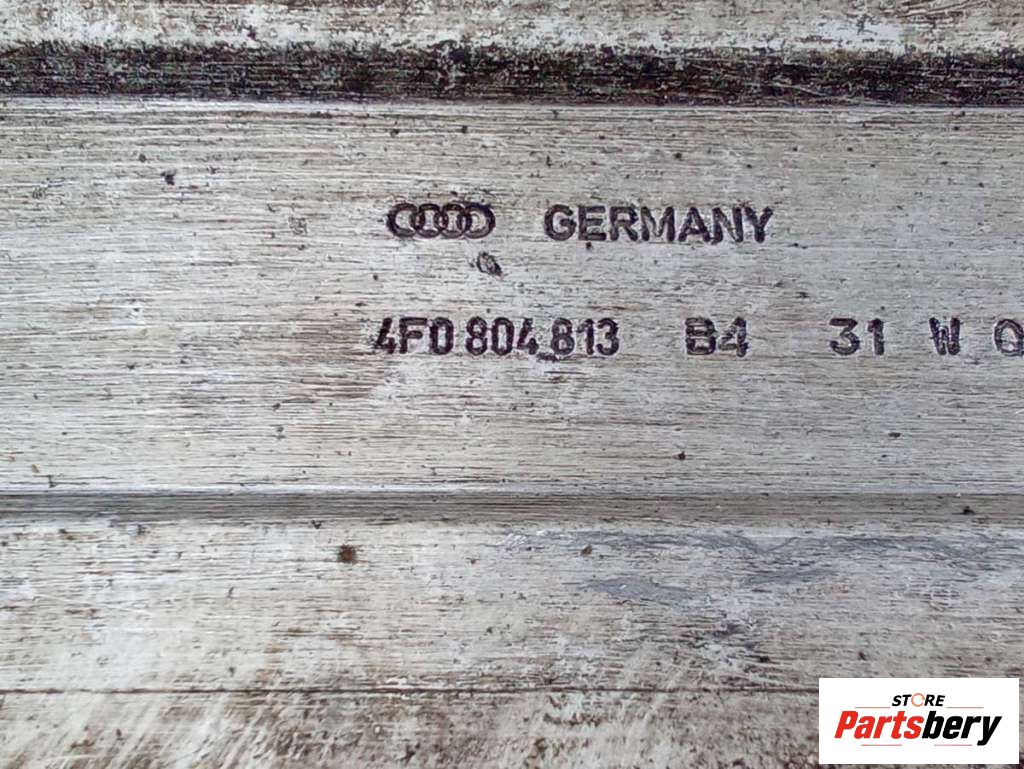 GERMANY
4F0 804 813 B4 31 W
STORE
Partsbery